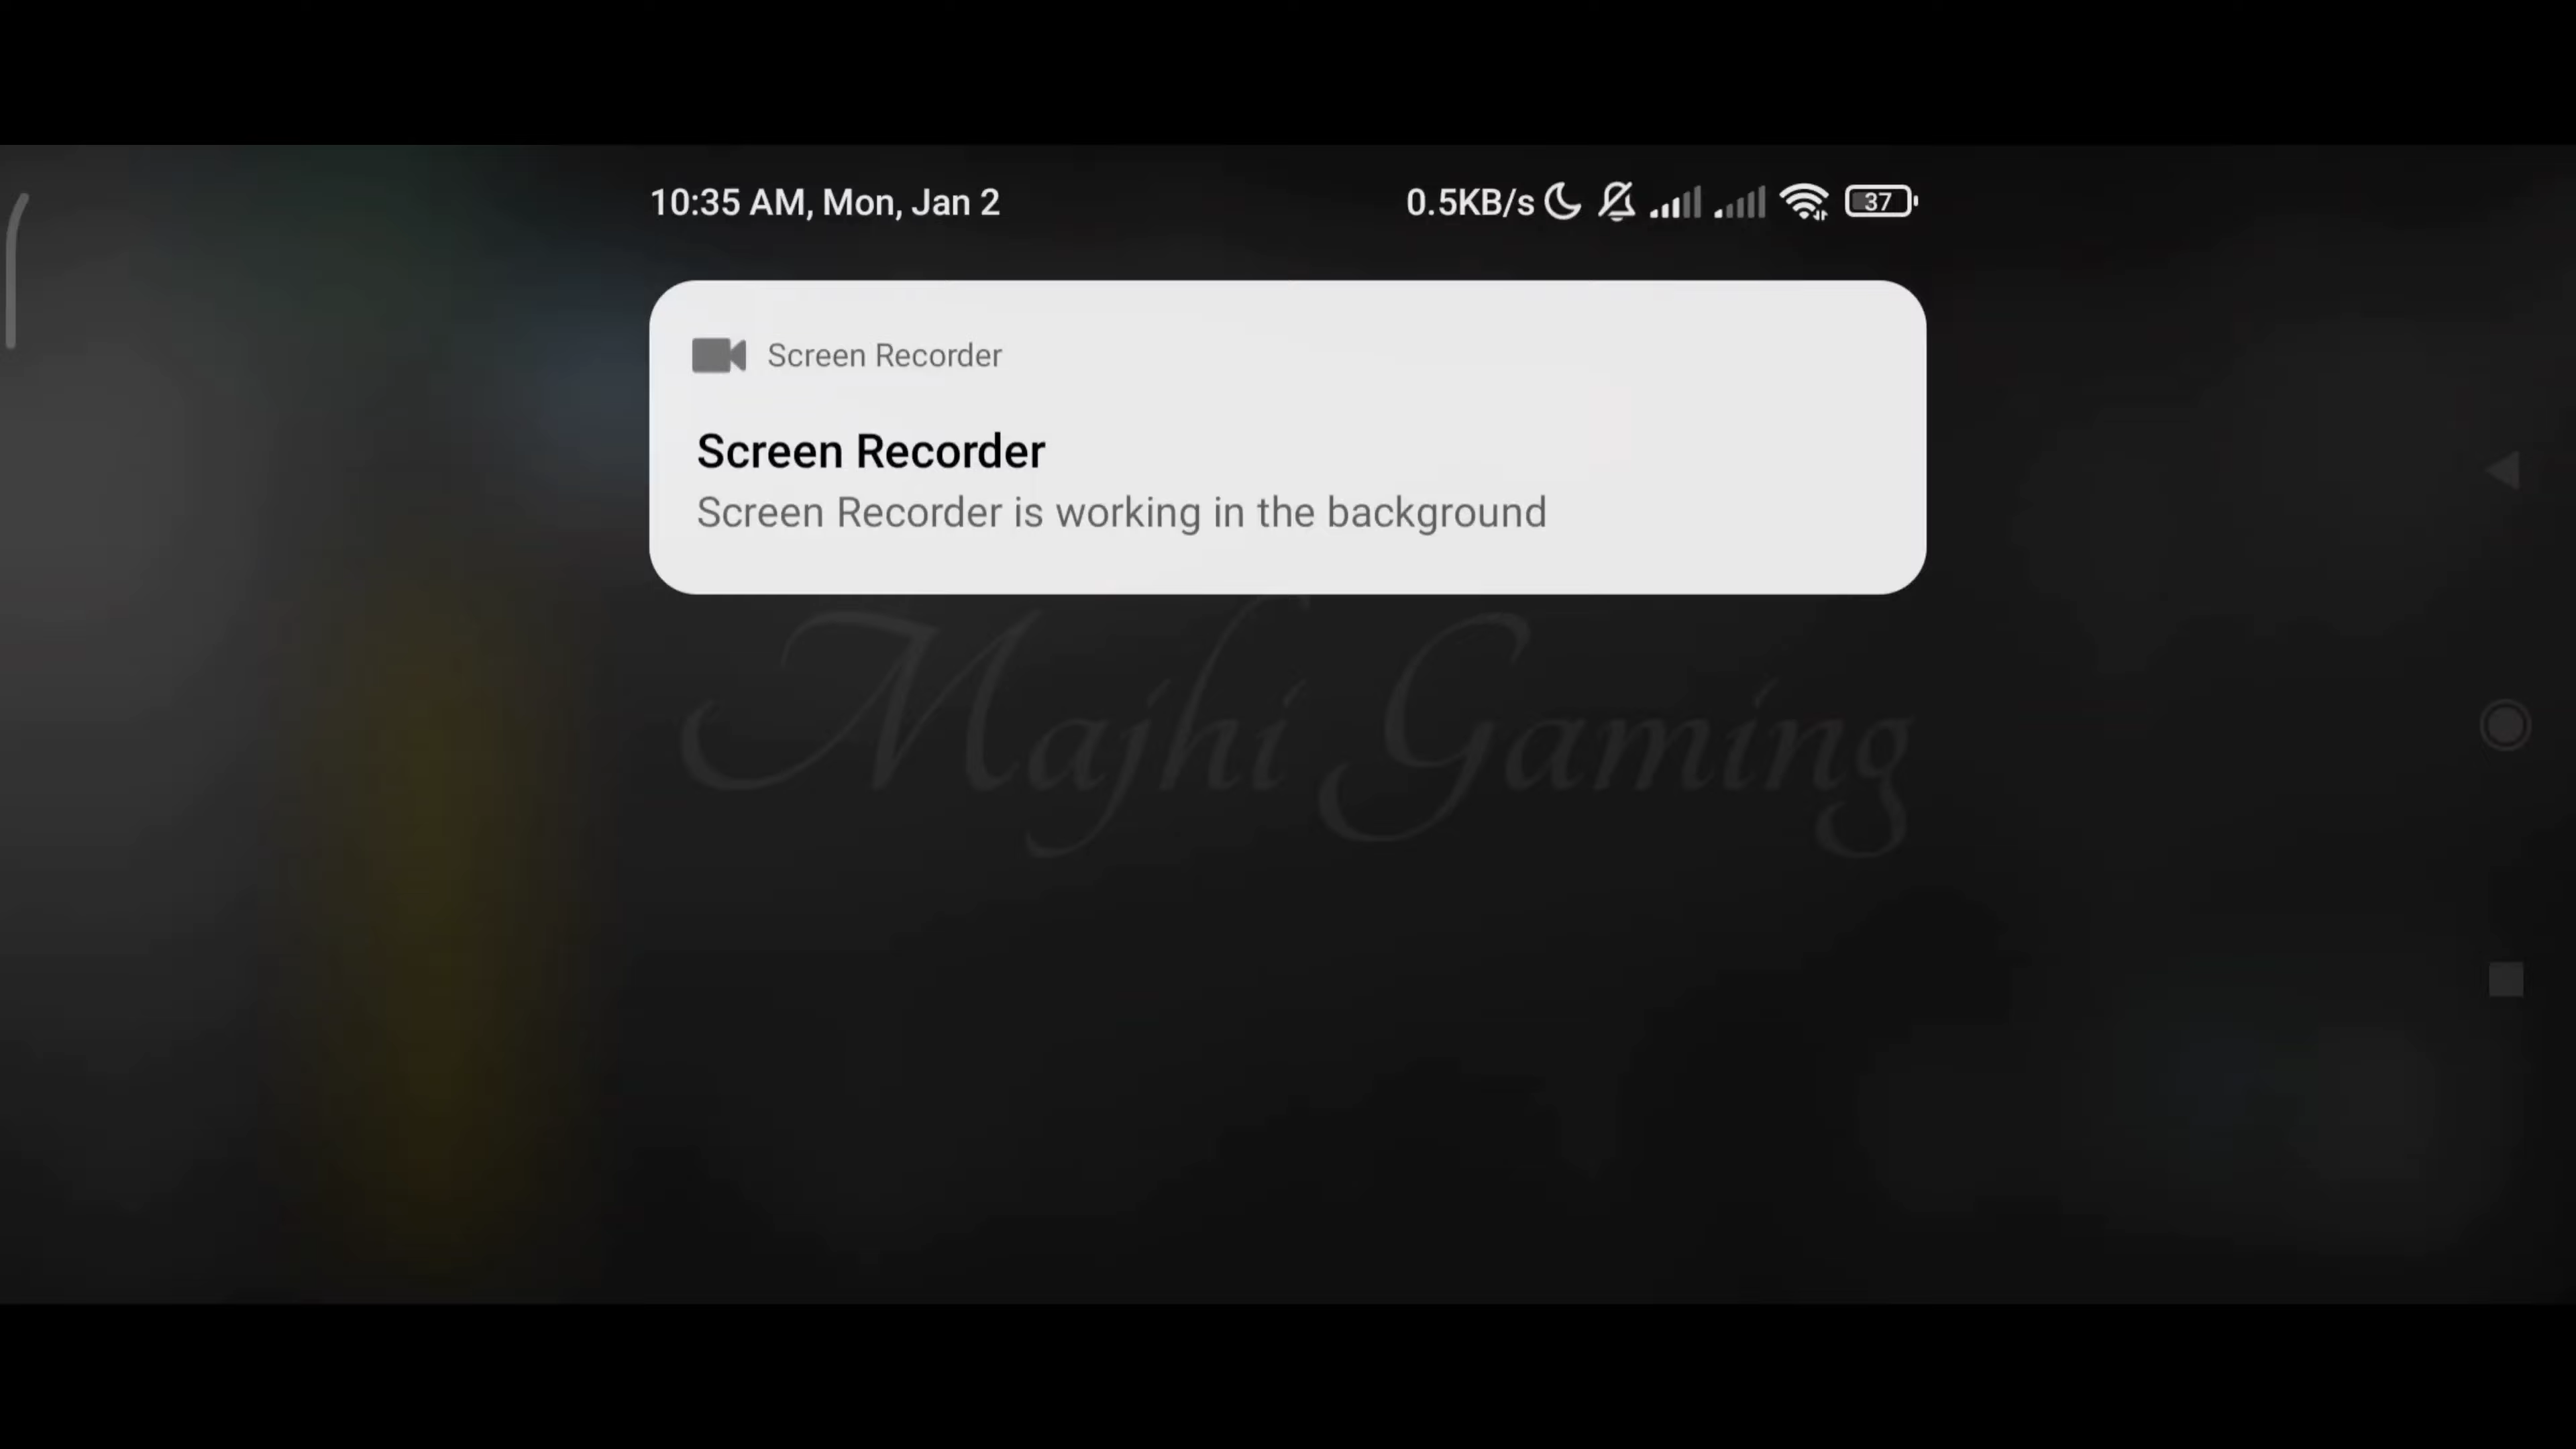 10:35 AM, Mon, Jan 2
0.5KB/s 37
Screen Recorder
Screen Recorder
Screen Recorder is working in the background
Majhi Gaming